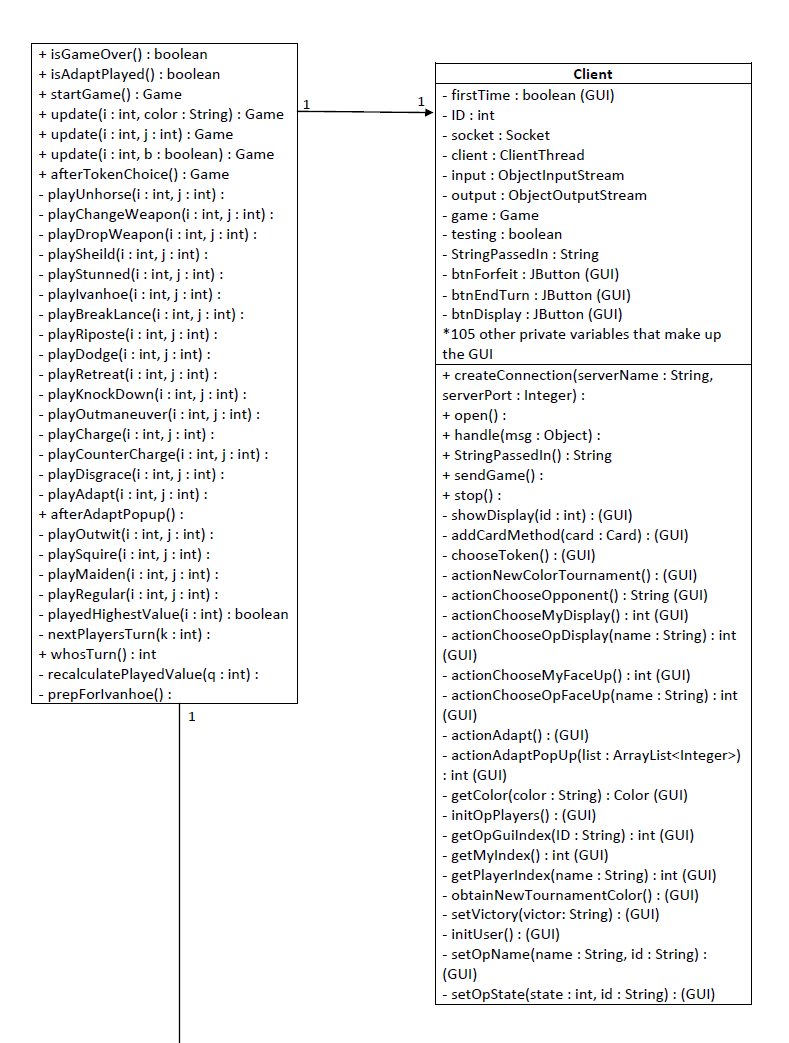 + isGameOver() : boolean
+ isAdaptPlayed() : boolean
+ startGame() : Game
+ update(i : int, color : String) : Game
+ update(i : int, j : int) : Game
+ update(i : int, b : boolean) : Game
+ afterTokenChoice() : Game
- playUnhorse(i : int, j : int) :
- playChangeWeapon(i : int, j : int) :
- playDropWeapon(i : int, j : int) :
- playSheild(i : int, j : int) :
- playStunned(i : int, j : int) :
- playIvanhoe(i : int, j : int) :
- playBreakLance(i : int, j : int) :
- playRiposte(i : int, j : int) :
- playDodge(i : int, j : int) :
- playRetreat(i : int, j : int) :
- playKnockDown(i : int, j : int) :
- playOutmaneuver(i : int, j : int) :
- playCharge(i : int, j : int) :
- playCounterCharge(i : int, j : int) :
- playDisgrace(i : int, j : int) :
- playAdapt(i : int, j : int) :
+ afterAdaptPopup() :
- playOutwit(i : int, j : int) :
- playSquire(i : int, j : int) :
- playMaiden(i : int, j : int) :
- playRegular(i : int, j : int) :
- playedHighestValue(i : int) : boolean
- nextPlayersTurn(k : int) :
+ whosTurn() : int
- recalculatePlayedValue(q : int) :
- prepForIvanhoe() :
1
1
1
Client
- firstTime : boolean (GUI)
- ID : int
- socket : Socket
- client : ClientThread
- input : ObjectInputStream
- output : ObjectOutputStream
- game : Game
- testing : boolean
- StringPassedIn : String
- btnForfeit : JButton (GUI)
- btnEndTurn : JButton (GUI)
- btnDisplay : JButton (GUI)
*105 other private variables that make up
the GUI
+ createConnection(serverName : String,
serverPort : Integer) :
+ open() :
+ handle(msg : Object) :
+ StringPassedIn() : String
+ sendGame() :
+ stop() :
- showDisplay(id : int) : (GUI)
- addCardMethod(card : Card) : (GUI)
- chooseToken() : (GUI)
- actionNewColorTournament() : (GUI)
- actionChooseOpponent() : String (GUI)
- actionChooseMyDisplay() : int (GUI)
- actionChooseOpDisplay(name : String) : int
(GUI)
- actionChooseMyFaceUp() : int (GUI)
- actionChooseOpFaceUp(name : String) : int
(GUI)
- actionAdapt() : (GUI)
- actionAdaptPopUp(list : ArrayList<Integer>)
: int (GUI)
- getColor(color : String) : Color (GUI)
- initOpPlayers() : (GUI)
- getOpGuiIndex(ID : String) : int (GUI)
- getMyIndex() : int (GUI)
- getPlayerIndex(name : String) : int (GUI)
- obtainNewTournamentColor() : (GUI)
- setVictory(victor: String) : (GUI)
- initUser() : (GUI)
- setOpName(name : String, id : String) :
(GUI)
- setOpState(state : int, id : String) : (GUI)